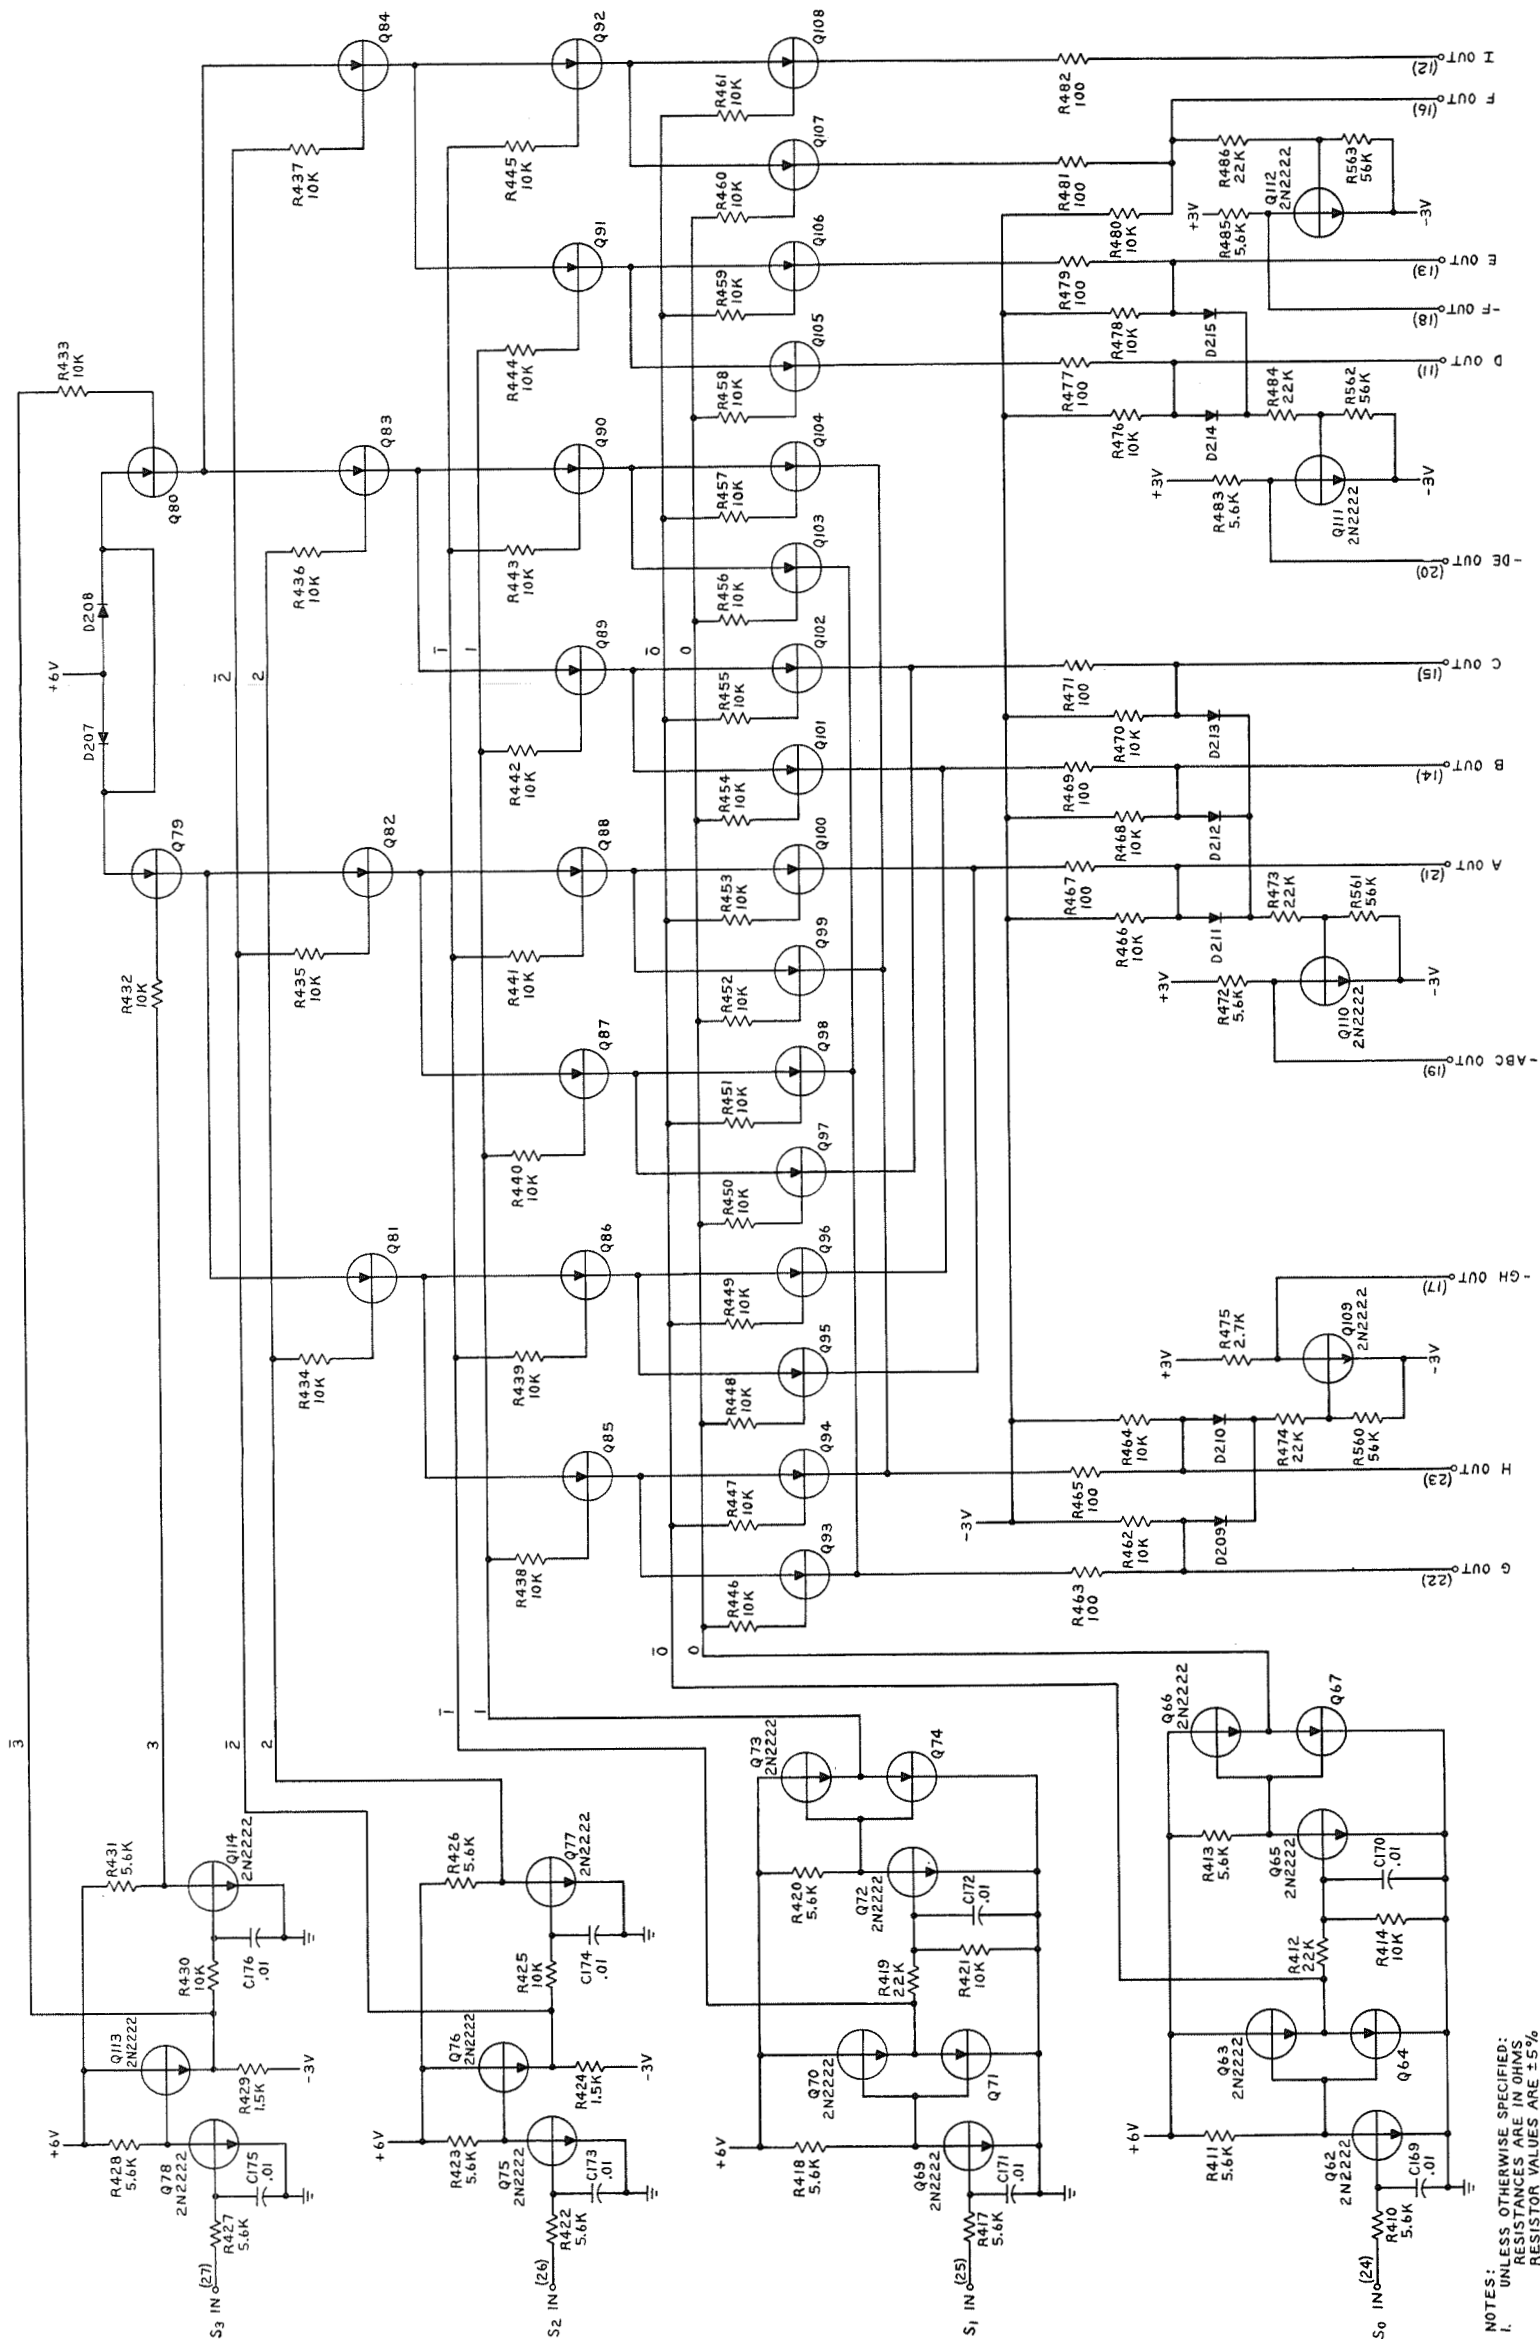 S3 IN (27)
R427
5.6K
+6V
R428
5.6K
Q78
2N2222
C175
.01
Q113
2N2222
R429
1.5K
-3V
R430
10K
C176
.01
R431
5.6K
Q114
2N2222
3̅
3
2̅
2
S2 IN (26)
R422
5.6K
+6V
R423
5.6K
Q75
2N2222
C173
.01
Q76
2N2222
R424
1.5K
-3V
R425
10K
C174
.01
R426
5.6K
Q77
2N2222
1̅
1
S1 IN (25)
R417
5.6K
+6V
R418
5.6K
Q69
2N2222
C171
.01
Q70
2N2222
Q71
R419
22K
R421
10K
R420
5.6K
Q72
2N2222
C172
.01
Q73
2N2222
Q74
0̅
0
S0 IN (24)
R410
5.6K
+6V
R411
5.6K
Q62
2N2222
C169
.01
Q63
2N2222
Q64
R412
22K
R414
10K
R413
5.6K
Q65
2N2222
C170
.01
Q66
2N2222
Q67
R432
10K
Q79
+6V
D207
D208
R433
10K
Q80
2̅
2
R434
10K
Q81
R435
10K
Q82
R436
10K
Q83
R437
10K
Q84
1̅
1
R438
10K
Q85
R439
10K
Q86
R440
10K
Q87
R441
10K
Q88
R442
10K
Q89
R443
10K
Q90
R444
10K
Q91
R445
10K
Q92
0̅
0
R446
10K
Q93
R447
10K
Q94
R448
10K
Q95
R449
10K
Q96
R450
10K
Q97
R451
10K
Q98
R452
10K
Q99
R453
10K
Q100
R454
10K
Q101
R455
10K
Q102
R456
10K
Q103
R457
10K
Q104
R458
10K
Q105
R459
10K
Q106
R460
10K
Q107
R461
10K
Q108
-3V
R463
100
R462
10K
D209
R465
100
R464
10K
D210
R474
22K
R560
56K
+3V
R475
2.7K
Q109
2N2222
-3V
+3V
R472
5.6K
Q110
2N2222
-3V
R466
10K
D211
R473
22K
R561
56K
R467
100
R468
10K
D212
R469
100
R470
10K
D213
R471
100
+3V
R483
5.6K
Q111
2N2222
-3V
R476
10K
D214
R484
22K
R562
56K
R477
100
R478
10K
D215
R479
100
R480
10K
+3V
R485
5.6K
Q112
2N2222
-3V
R481
100
R486
22K
R563
56K
R482
100
(22)
G OUT
(23)
H OUT
(17)
-GH OUT
(19)
-ABC OUT
(21)
A OUT
(14)
B OUT
(15)
C OUT
(20)
-DE OUT
(11)
D OUT
(18)
-F OUT
(13)
E OUT
(16)
F OUT
(12)
I OUT
NOTES:
1. UNLESS OTHERWISE SPECIFIED:
RESISTANCES ARE IN OHMS
RESISTOR VALUES ARE ±5%